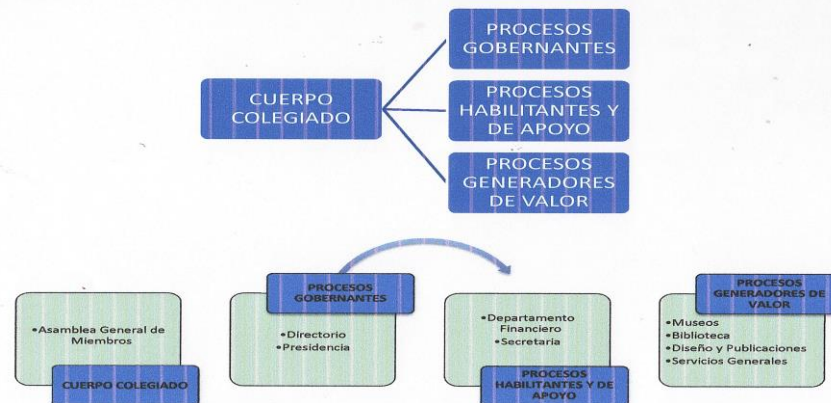 PROCESOS
GOBERNANTES
CUERPO
COLEGIADO
PROCESOS
HABILITANTES Y
DE APOYO
PROCESOS
GENERADORES
DE VALOR
•Asamblea General de
Miembros
CUERPO COLEGIADO
PROCESOS
GOBERNANTES
•Directorio
•Presidencia
•Departamento
Financiero
•Secretaría
PROCESOS
HABILITANTES Y DE
APOYO
PROCESOS
GENERADORES DE
VALOR
•Museos
•Biblioteca
•Diseño y Publicaciones
•Servicios Generales